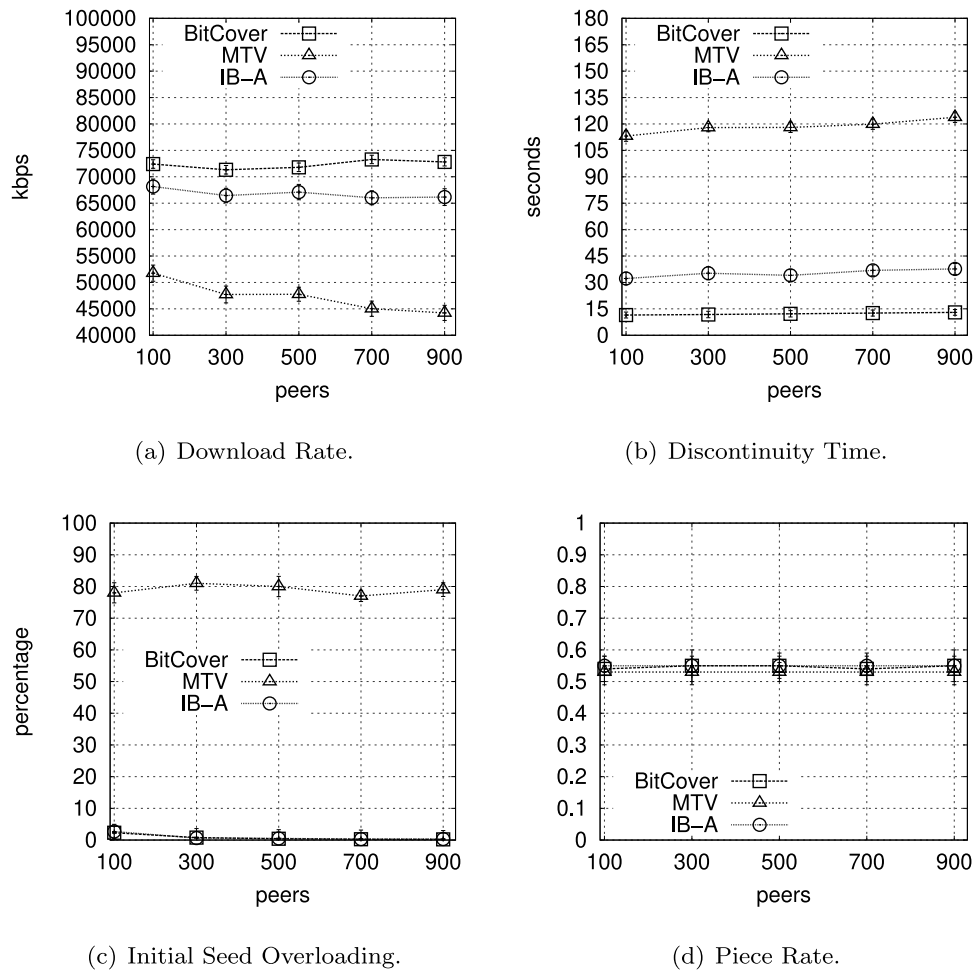 100000
95000
90000
85000
80000
75000
70000
65000
60000
55000
50000
45000
40000
kbps
BitCover
MTV
IB-A
100 300 500 700 900
peers
(a) Download Rate.
180
165
150
135
120
105
90
75
60
45
30
15
0
seconds
BitCover
MTV
IB-A
100 300 500 700 900
peers
(b) Discontinuity Time.
100
90
80
70
60
50
40
30
20
10
0
percentage
BitCover
MTV
IB-A
100 300 500 700 900
peers
(c) Initial Seed Overloading.
1
0.9
0.8
0.7
0.6
0.5
0.4
0.3
0.2
0.1
0
BitCover
MTV
IB-A
100 300 500 700 900
peers
(d) Piece Rate.